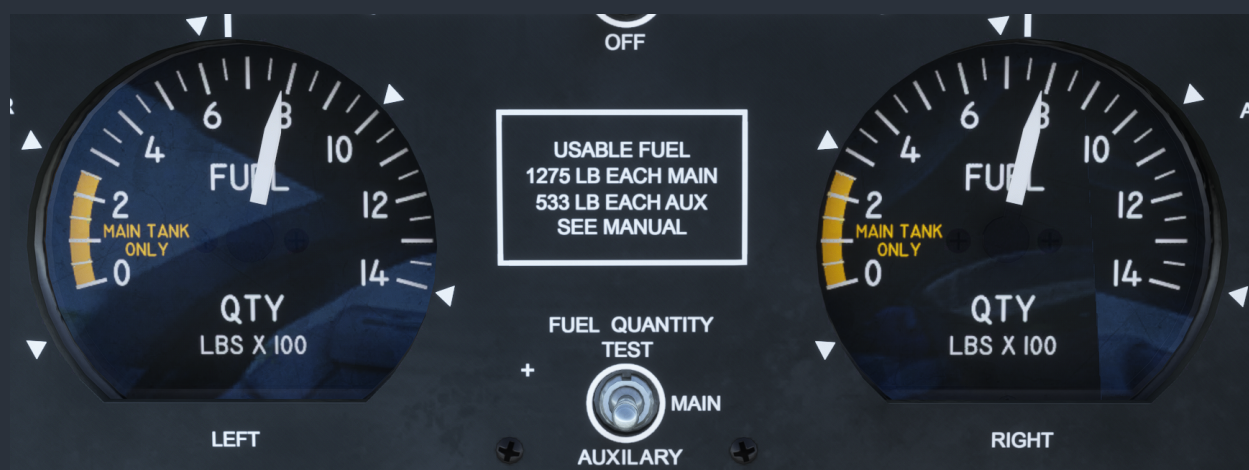 OFF
6
8
4
10
FUEL
2
12
MAIN TANK
ONLY
0
14
QTY
LBS X 100
LEFT
USABLE FUEL
1275 LB EACH MAIN
533 LB EACH AUX
SEE MANUAL
FUEL QUANTITY
TEST
+
MAIN
AUXILARY
6
8
4
10
FUEL
2
12
MAIN TANK
ONLY
0
14
QTY
LBS X 100
RIGHT